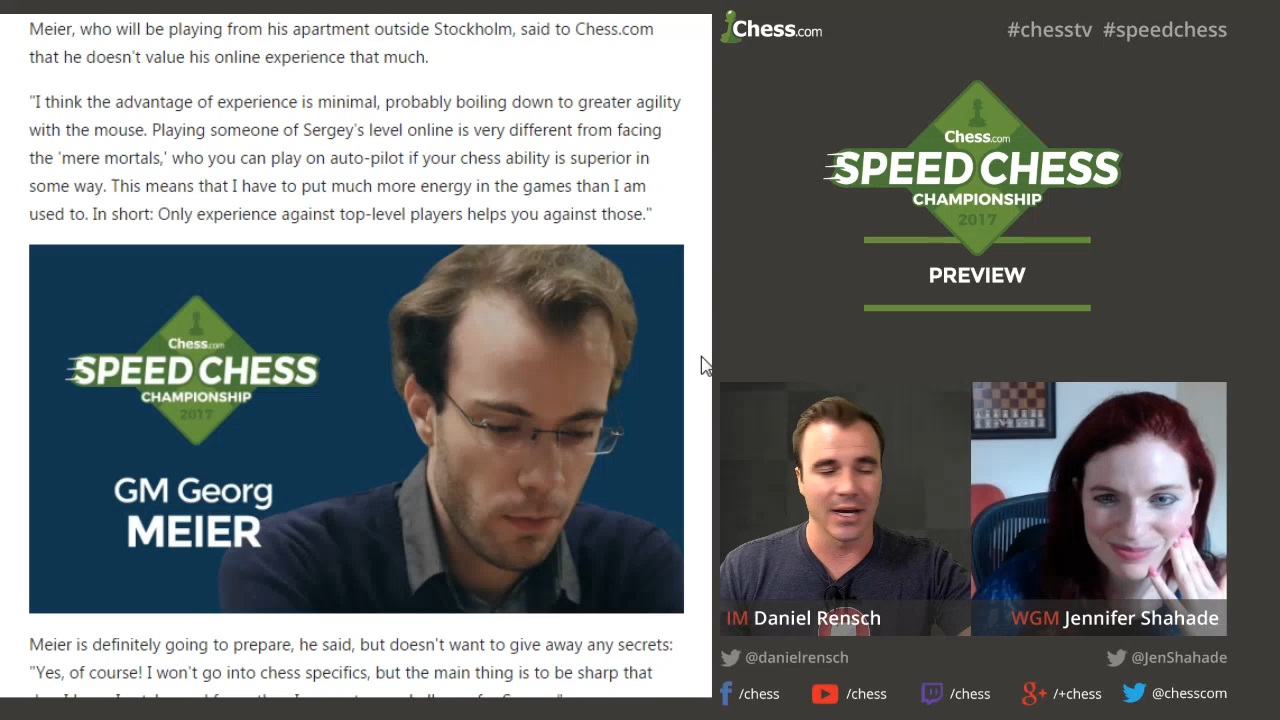 Meier, who will be playing from his apartment outside Stockholm, said to Chess.com
that he doesn't value his online experience that much.
"I think the advantage of experience is minimal, probably boiling down to greater agility
with the mouse. Playing someone of Sergey's level online is very different from facing
the 'mere mortals,' who you can play on auto-pilot if your chess ability is superior in
some way. This means that I have to put much more energy in the games than I am
used to. In short: Only experience against top-level players helps you against those."
Chess.com
SPEED CHESS
CHAMPIONSHIP
2017
GM Georg
MEIER
Meier is definitely going to prepare, he said, but doesn't want to give away any secrets:
"Yes, of course! I won't go into chess specifics, but the main thing is to be sharp that
Chess.com
#chesstv #speedchess
Chess.com
SPEED CHESS
CHAMPIONSHIP
2017
PREVIEW
IM Daniel Rensch
WGM Jennifer Shahade
@danielrensch
@JenShahade
/chess
/chess
/chess
/+chess
@chesscom